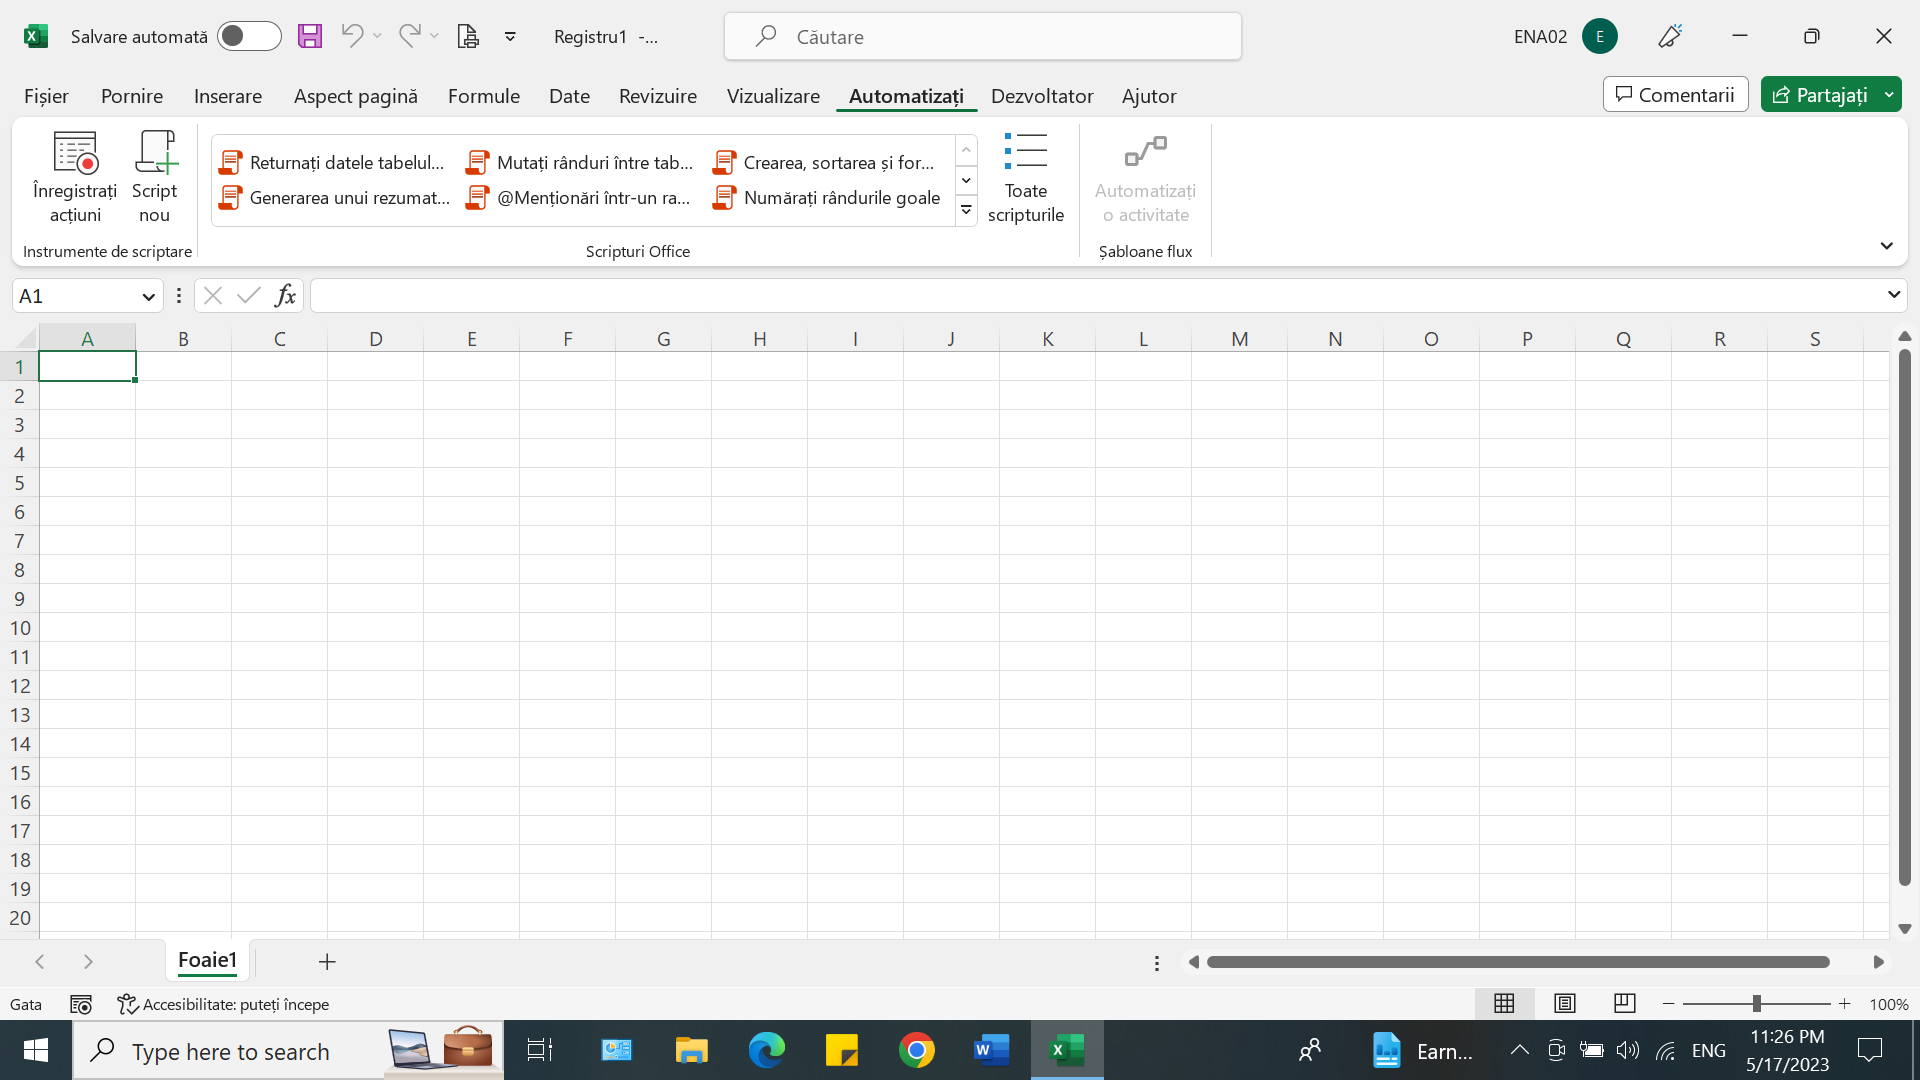 Salvare automată
Registru1 -...
Căutare
ENA02
E
Fișier
Pornire
Inserare
Aspect pagină
Formule
Date
Revizuire
Vizualizare
Automatizați
Dezvoltator
Ajutor
Comentarii
Partajați
Înregistrați
acțiuni
Script
nou
Instrumente de scriptare
Returnați datele tabelul...
Mutați rânduri între tab...
Crearea, sortarea și for...
Generarea unui rezumat...
@Menționări într-un ra...
Numărați rândurile goale
Toate
scripturile
Scripturi Office
Automatizați
o activitate
Șabloane flux
A1
fx
A B C D E F G H I J K L M N O P Q R S
1
2
3
4
5
6
7
8
9
10
11
12
13
14
15
16
17
18
19
20
Foaie1
Gata
Accesibilitate: puteți începe
100%
Type here to search
Earn...
ENG
11:26 PM
5/17/2023